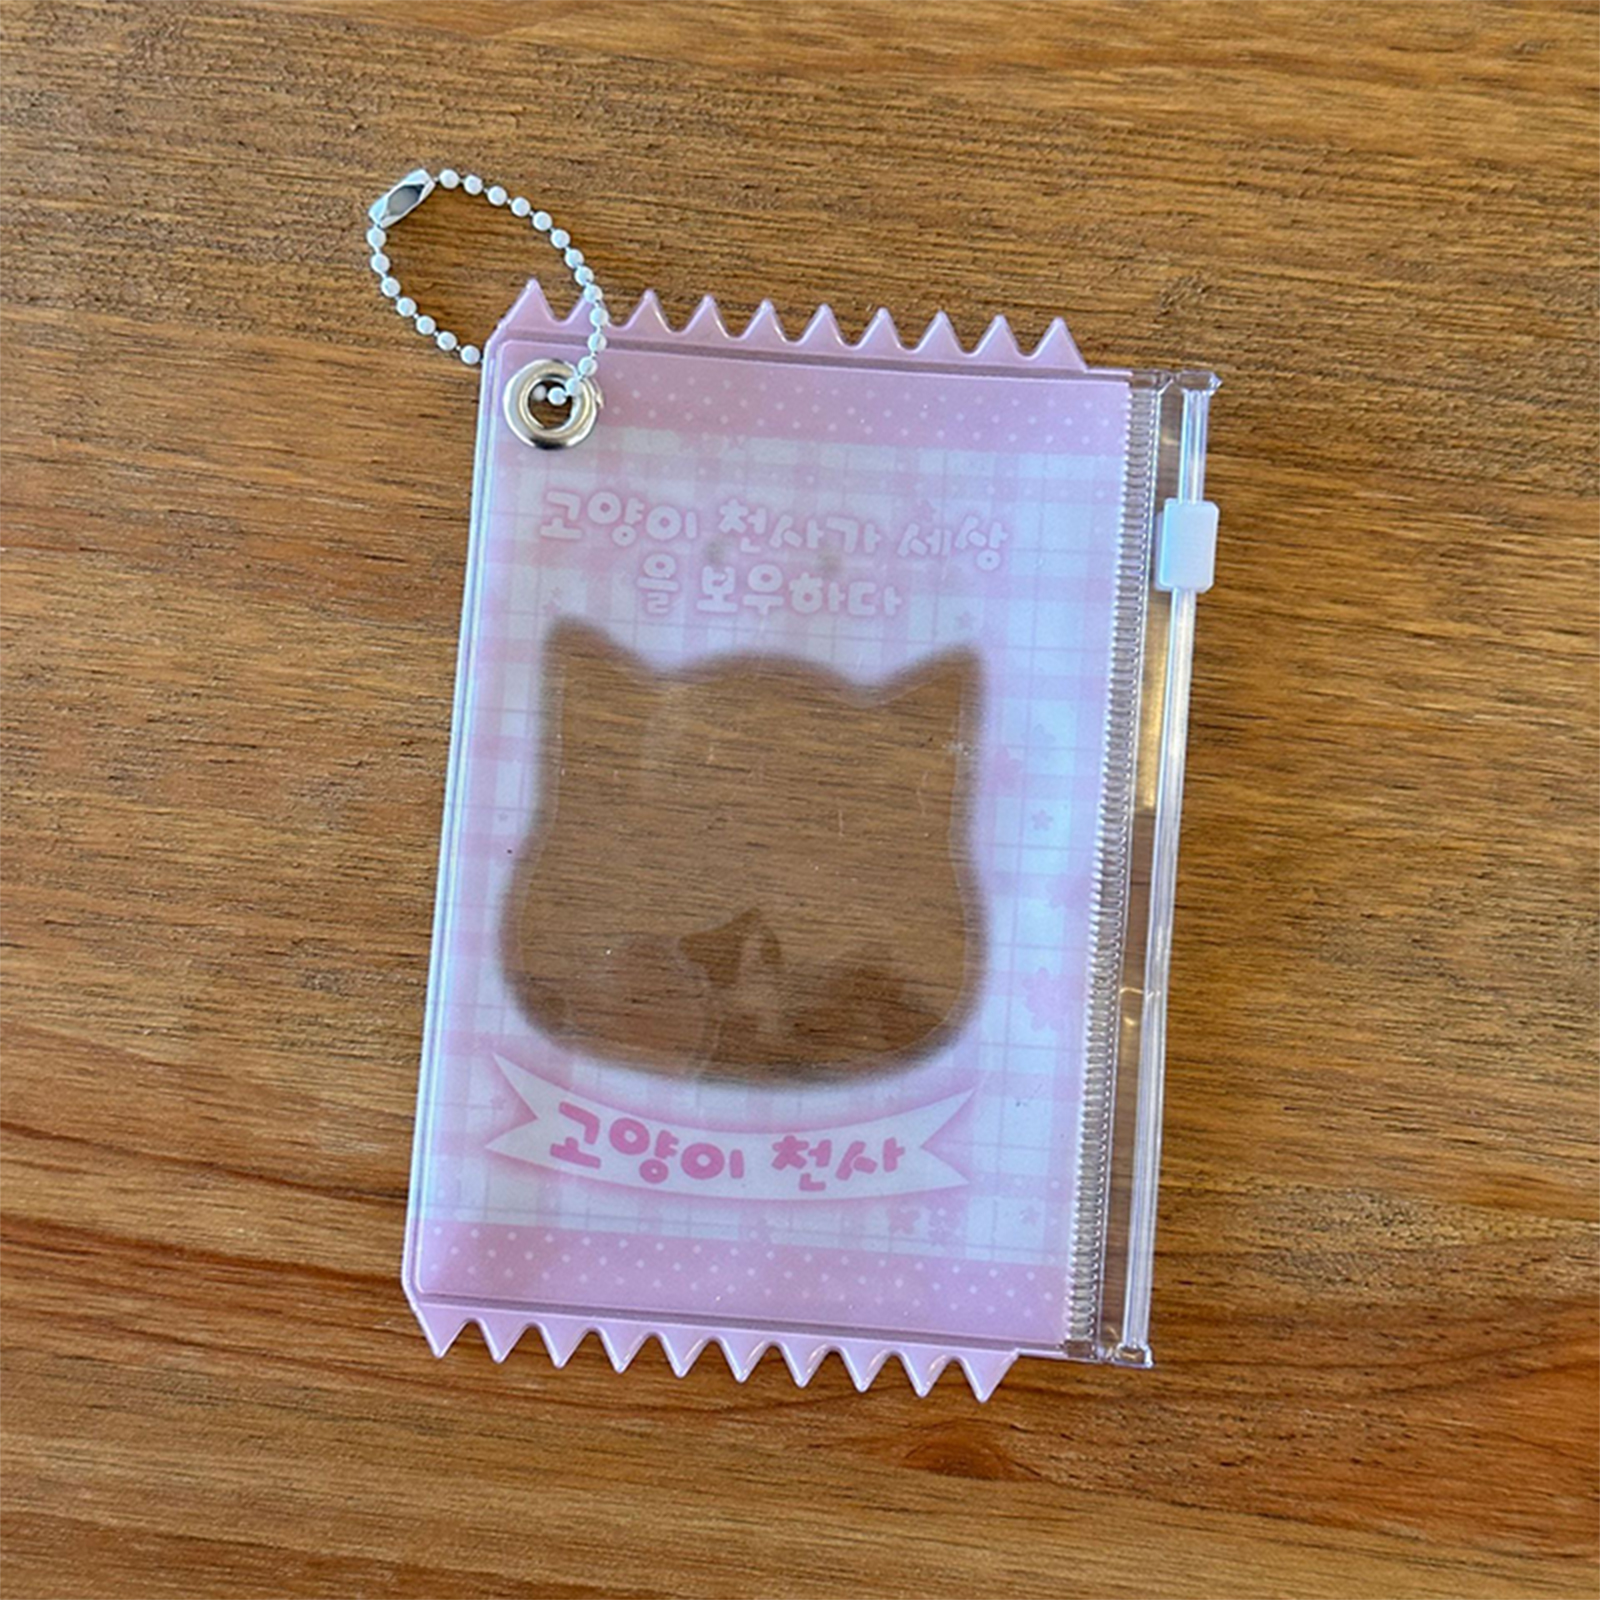 고양이 천사가 세상
을 보우하다
고양이 천사